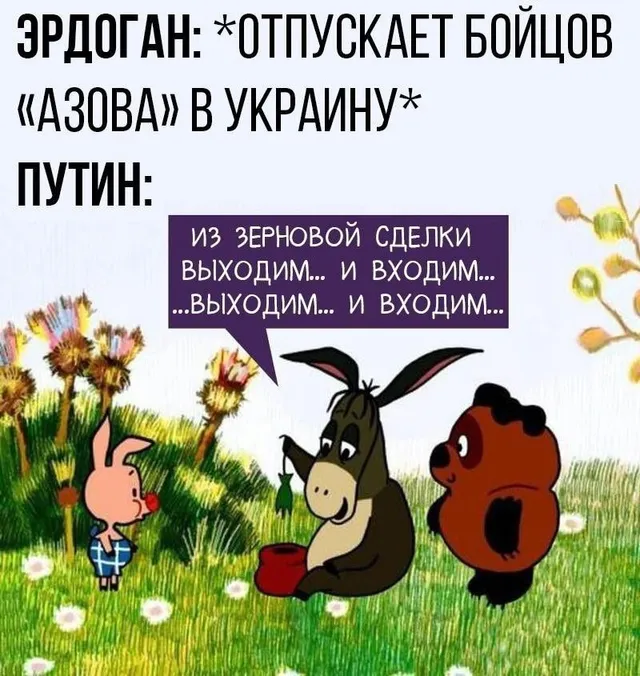 ЭРДОГАН: *ОТПУСКАЕТ БОЙЦОВ
«АЗОВА» В УКРАИНУ*
ПУТИН:
ИЗ ЗЕРНОВОЙ СДЕЛКИ
ВЫХОДИМ... И ВХОДИМ...
...ВЫХОДИМ... И ВХОДИМ...